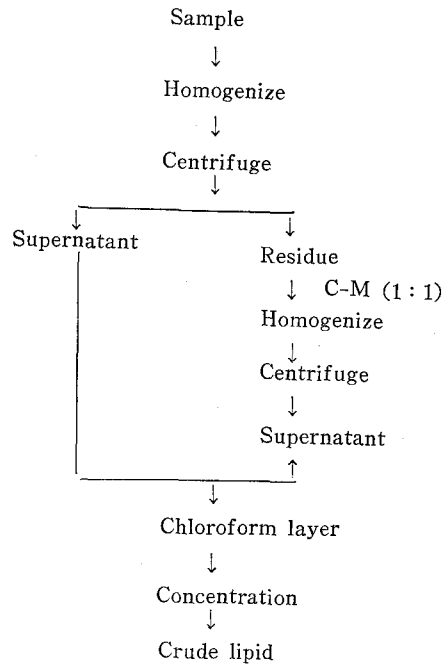 Sample
↓
Homogenize
↓
Centrifuge
↓
↓ ↓
Supernatant
Residue
↓ C-M (1 : 1)
Homogenize
↓
Centrifuge
↓
Supernatant
↑
↓
Chloroform layer
↓
Concentration
↓
Crude lipid